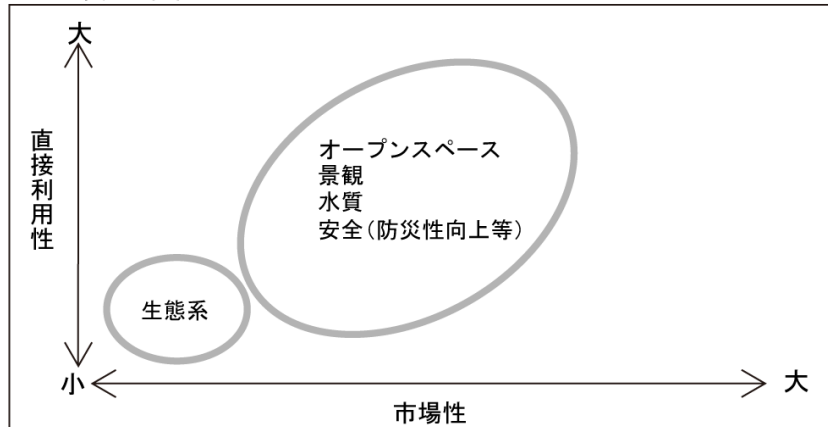 大
直接利用性
オープンスペース
景観
水質
安全（防災性向上等）
生態系
小
大
市場性